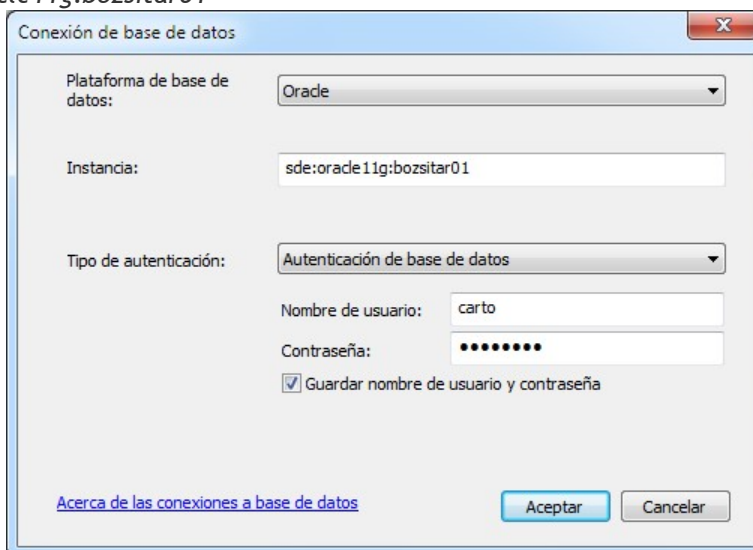 11g:bozsitar01
Conexión de base de datos
Plataforma de base de
datos:
Oracle
Instancia:
sde:oracle11g:bozsitar01
Tipo de autenticación:
Autenticación de base de datos
Nombre de usuario:
carto
Contraseña:
••••••••
Guardar nombre de usuario y contraseña
Acerca de las conexiones a base de datos
Aceptar
Cancelar